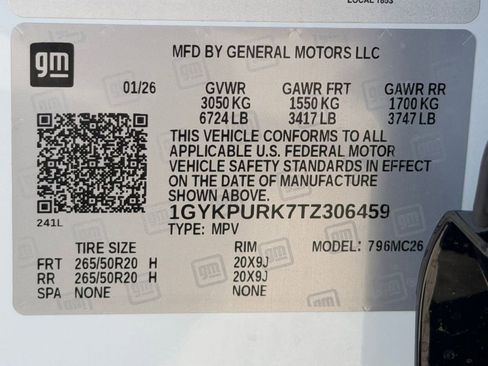 LOCAL 1853
gm
MFD BY GENERAL MOTORS LLC
01/26 GVWR GAWR FRT GAWR RR
3050 KG 1550 KG 1700 KG
6724 LB 3417 LB 3747 LB
THIS VEHICLE CONFORMS TO ALL
APPLICABLE U.S. FEDERAL MOTOR
VEHICLE SAFETY STANDARDS IN EFFECT
ON THE DATE OF MANUFACTURE
SHOWN ABOVE.
1GYKPURK7TZ306459
241L TYPE: MPV
TIRE SIZE RIM MODEL: 796MC26
FRT 265/50R20 H 20X9J
RR 265/50R20 H 20X9J
SPA NONE NONE